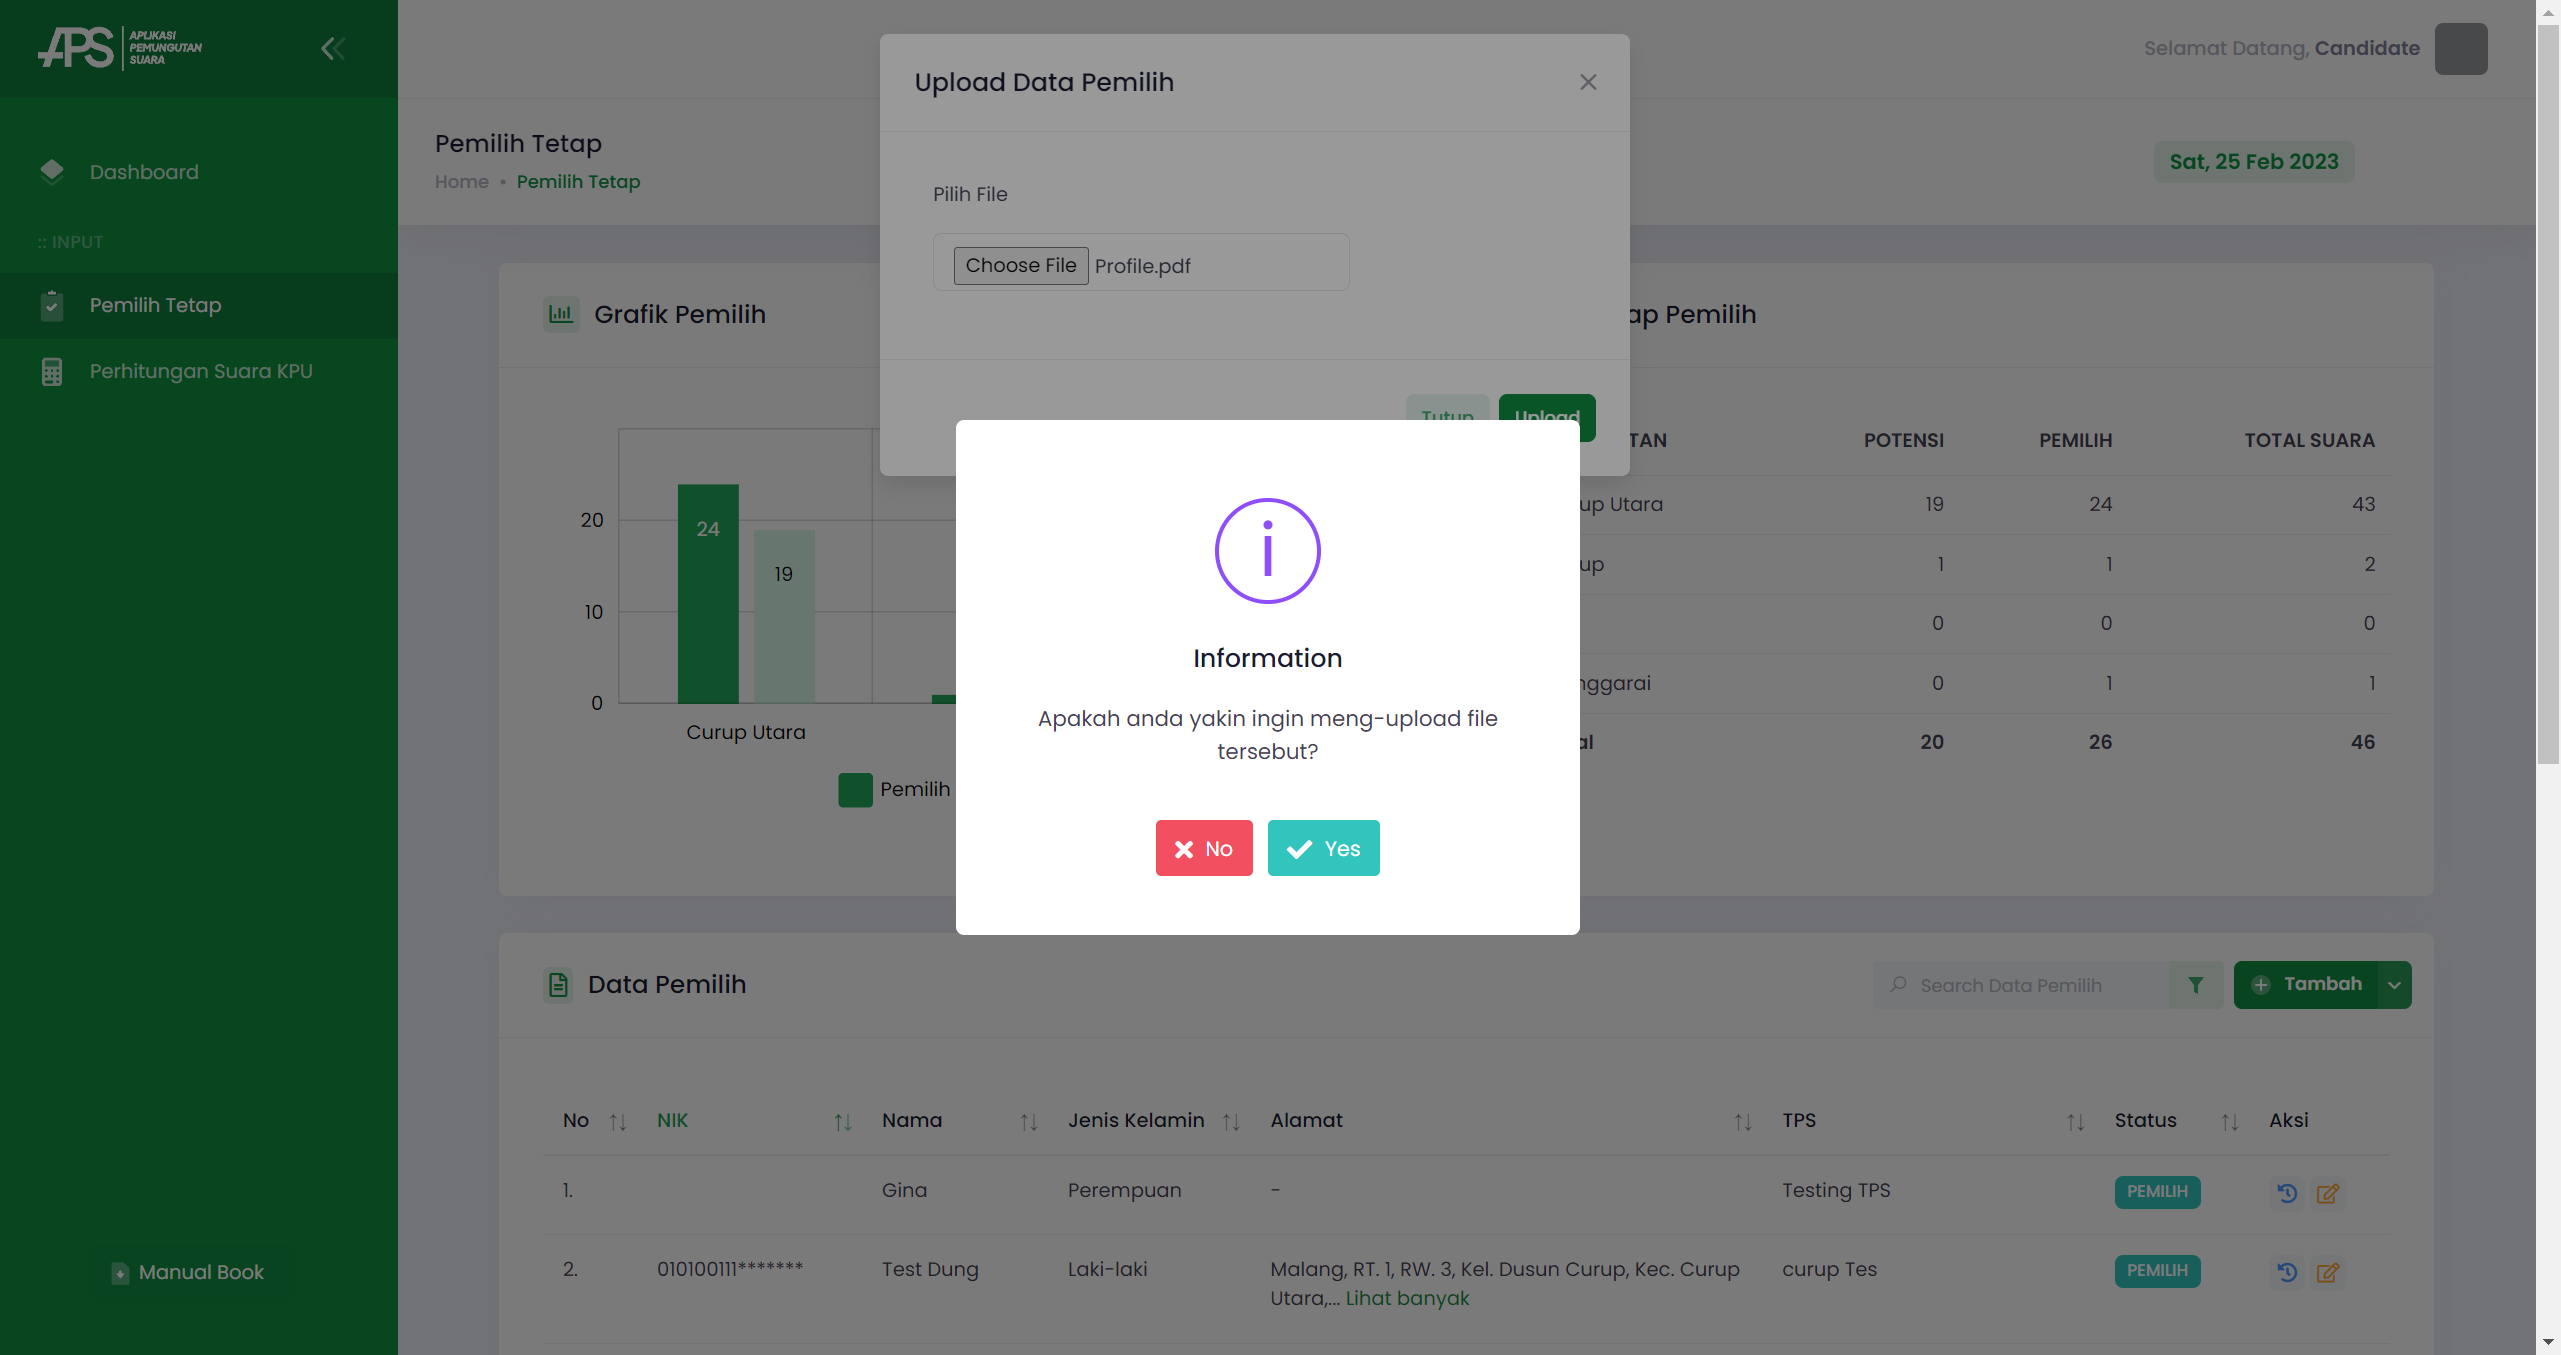 APS
APLIKASI
PEMUNGUTAN
SUARA
Dashboard
:: INPUT
Pemilih Tetap
Perhitungan Suara KPU
Manual Book
Selamat Datang, Candidate
Pemilih Tetap
Home • Pemilih Tetap
Sat, 25 Feb 2023
Upload Data Pemilih
Pilih File
Choose File Profile.pdf
Tutup Upload
Information
Apakah anda yakin ingin meng-upload file
tersebut?
No Yes
Grafik Pemilih
20
10
0
24
19
Curup Utara
Pemilih
ap Pemilih
TAN POTENSI PEMILIH TOTAL SUARA
up Utara 19 24 43
up 1 1 2
0 0 0
nggarai 0 1 1
al 20 26 46
Data Pemilih
Search Data Pemilih
Tambah
No NIK Nama Jenis Kelamin Alamat TPS Status Aksi
1. Gina Perempuan - Testing TPS PEMILIH
2. 010100111******* Test Dung Laki-laki Malang, RT. 1, RW. 3, Kel. Dusun Curup, Kec. Curup curup Tes PEMILIH
Utara,... Lihat banyak